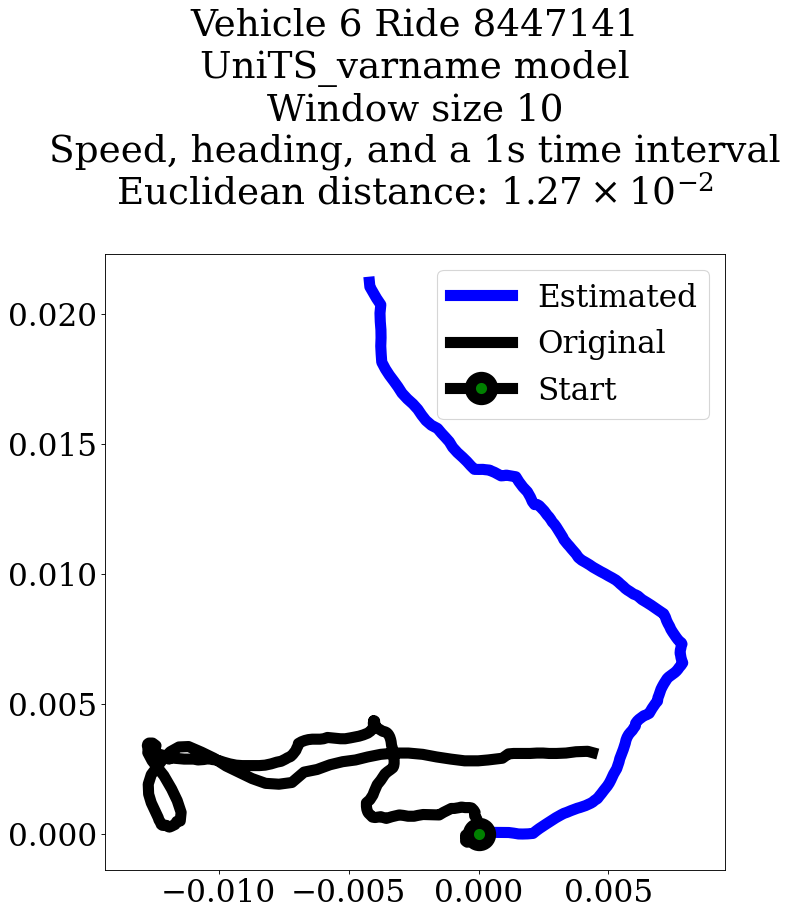 Vehicle 6 Ride 8447141
UniTS_varname model
Window size 10
Speed, heading, and a 1s time interval
Euclidean distance: 1.27 × 10⁻²
Estimated
Original
Start
0.020
0.015
0.010
0.005
0.000
−0.010 −0.005 0.000 0.005